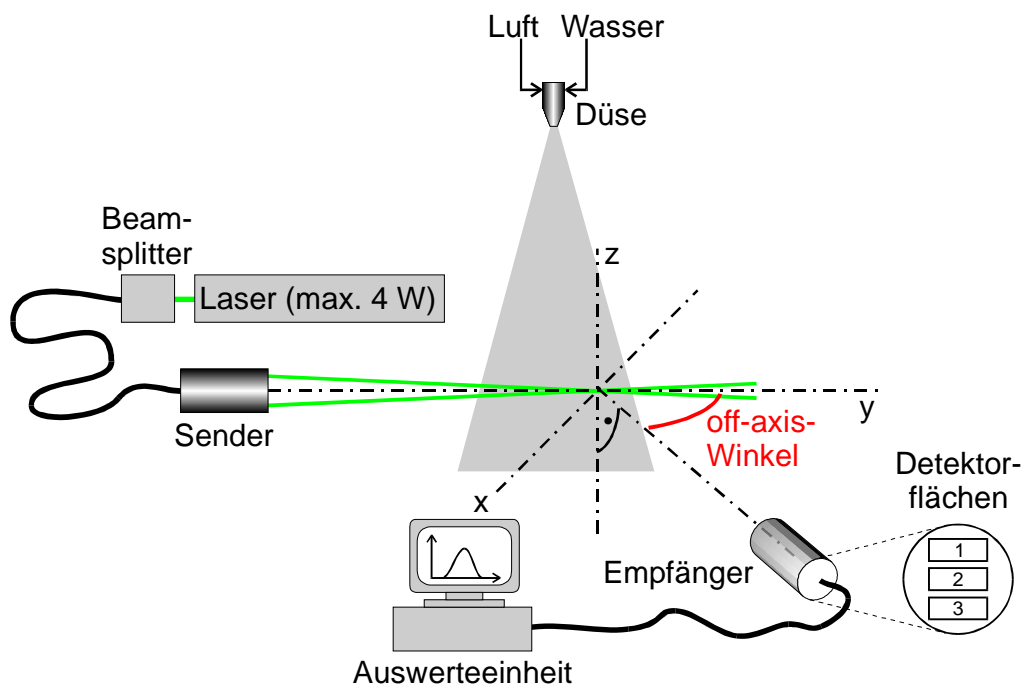 Luft Wasser
Düse
Beam-
splitter
Laser (max. 4 W)
z
Sender
y
off-axis-
Winkel
x
Detektor-
flächen
1
2
3
Empfänger
Auswerteeinheit